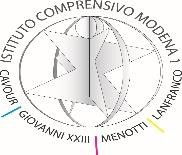 ISTITUTO COMPRENSIVO MODENA 1
CAVOUR
GIOVANNI XXIII
MENOTTI
LANFRANCO